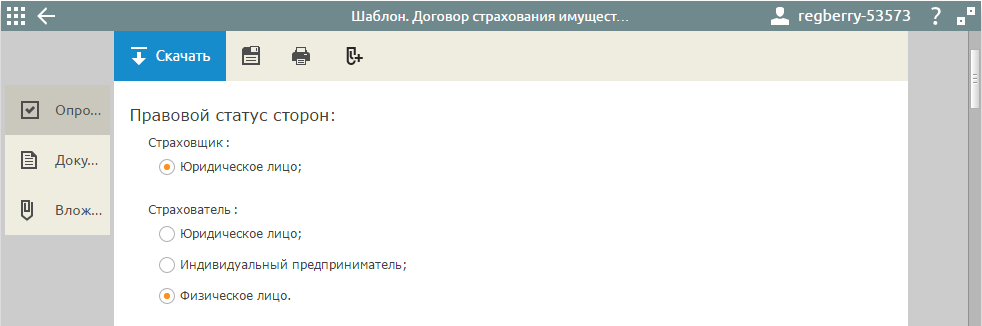 Шаблон. Договор страхования имущест...
regberry-53573 ?
Скачать
Опро...
Доку...
Влож...
Правовой статус сторон:
Страховщик :
Юридическое лицо;
Страхователь :
Юридическое лицо;
Индивидуальный предприниматель;
Физическое лицо.